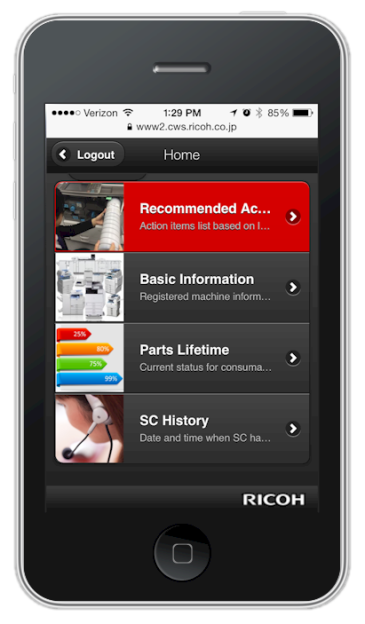 Verizon 1:29 PM 85%
www2.cws.ricoh.co.jp
Logout Home
Recommended Ac...
Action items list based on l...
Basic Information
Registered machine inform...
25%
80%
75%
99%
Parts Lifetime
Current status for consuma...
SC History
Date and time when SC ha...
RICOH